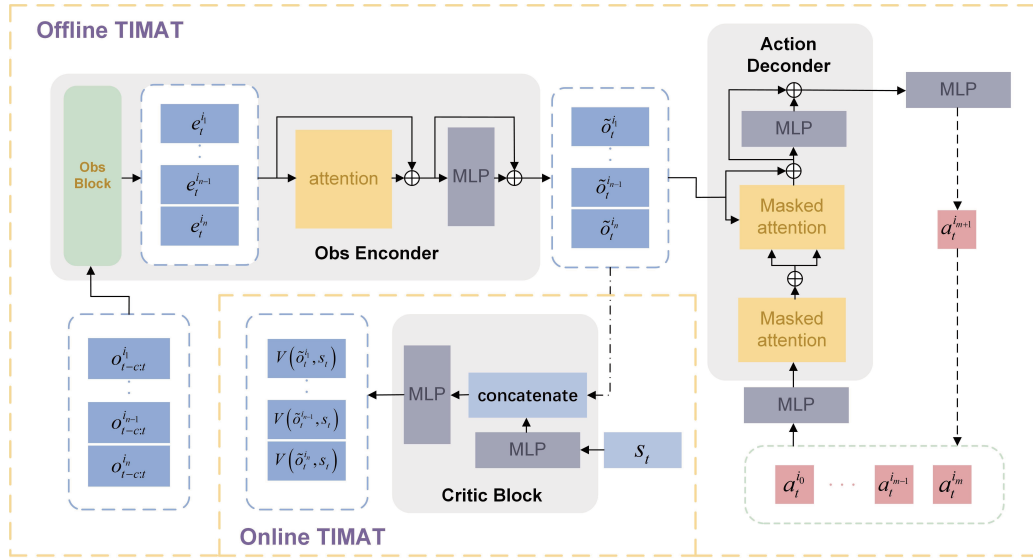 Offline TIMAT
Obs
Block
e_t^{i_1}
⋮
e_t^{i_{n-1}}
e_t^{i_n}
attention
MLP
Obs Enconder
õ_t^{i_1}
⋮
õ_t^{i_{n-1}}
õ_t^{i_n}
Action
Deconder
MLP
Masked
attention
Masked
attention
MLP
MLP
a_t^{i_{m+1}}
a_t^{i_0}
· · ·
a_t^{i_{m-1}}
a_t^{i_m}
o_{t-c:t}^{i_1}
⋮
o_{t-c:t}^{i_{n-1}}
o_{t-c:t}^{i_n}
V(õ_t^{i_1}, s_t)
⋮
V(õ_t^{i_{n-1}}, s_t)
V(õ_t^{i_n}, s_t)
MLP
concatenate
MLP
s_t
Critic Block
Online TIMAT